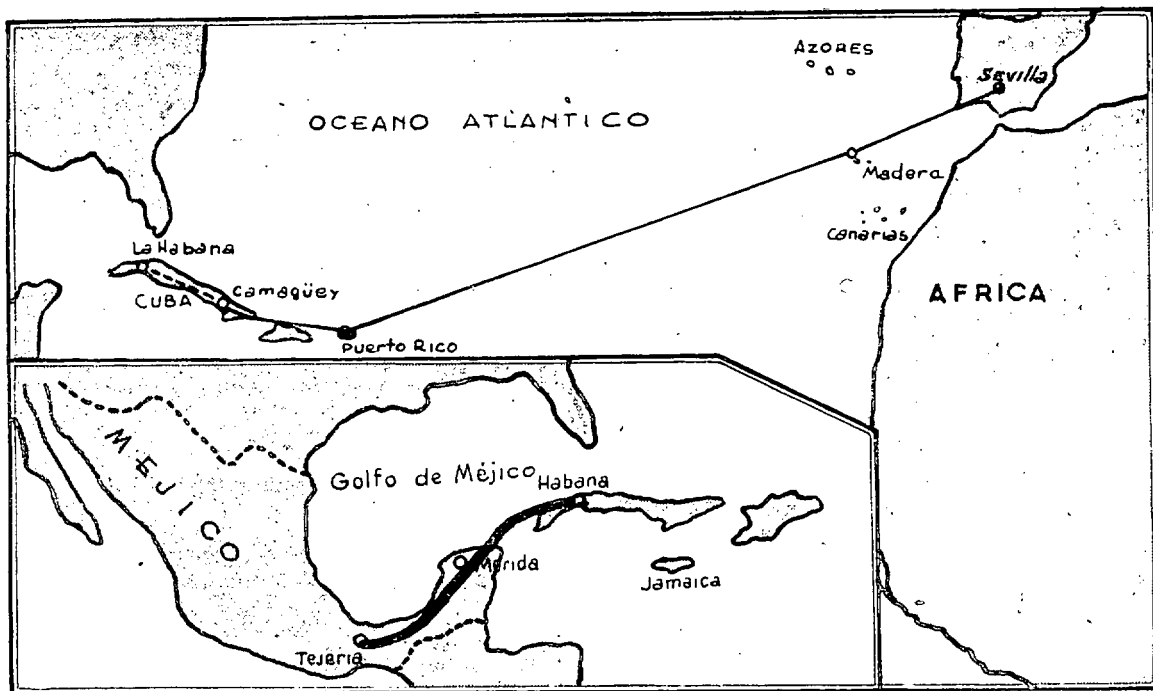 AZORES
Sevilla
OCEANO ATLANTICO
Madera
Canarias
La Habana
CUBA
Camagüey
AFRICA
Puerto Rico
MEJICO
Golfo de Méjico
Habana
Mérida
Jamaica
Tejeria